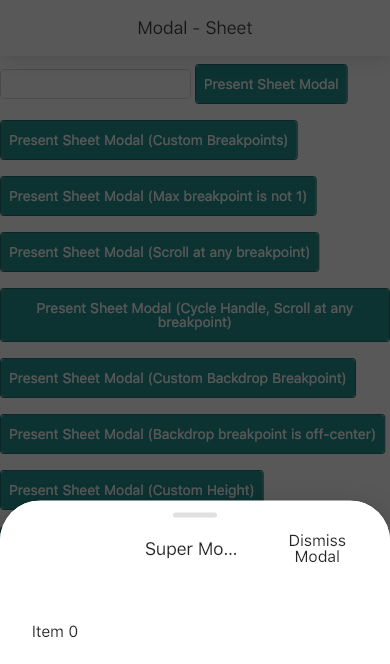 Modal - Sheet
Present Sheet Modal
Present Sheet Modal (Custom Breakpoints)
Present Sheet Modal (Max breakpoint is not 1)
Present Sheet Modal (Scroll at any breakpoint)
Present Sheet Modal (Cycle Handle, Scroll at any
breakpoint)
Present Sheet Modal (Custom Backdrop Breakpoint)
Present Sheet Modal (Backdrop breakpoint is off-center)
Present Sheet Modal (Custom Height)
Super Mo...
Dismiss
Modal
Item 0